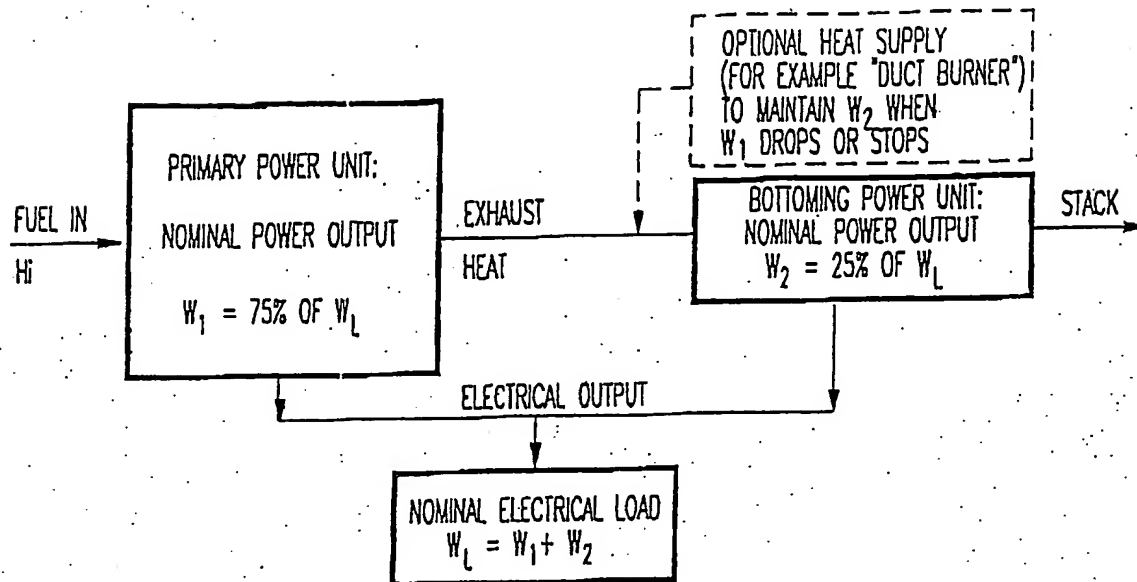 OPTIONAL HEAT SUPPLY
(FOR EXAMPLE "DUCT BURNER")
TO MAINTAIN W2 WHEN
W1 DROPS OR STOPS
PRIMARY POWER UNIT:
NOMINAL POWER OUTPUT
W1 = 75% OF WL
FUEL IN
Hi
EXHAUST
HEAT
BOTTOMING POWER UNIT:
NOMINAL POWER OUTPUT
W2 = 25% OF WL
STACK
ELECTRICAL OUTPUT
NOMINAL ELECTRICAL LOAD
WL = W1 + W2